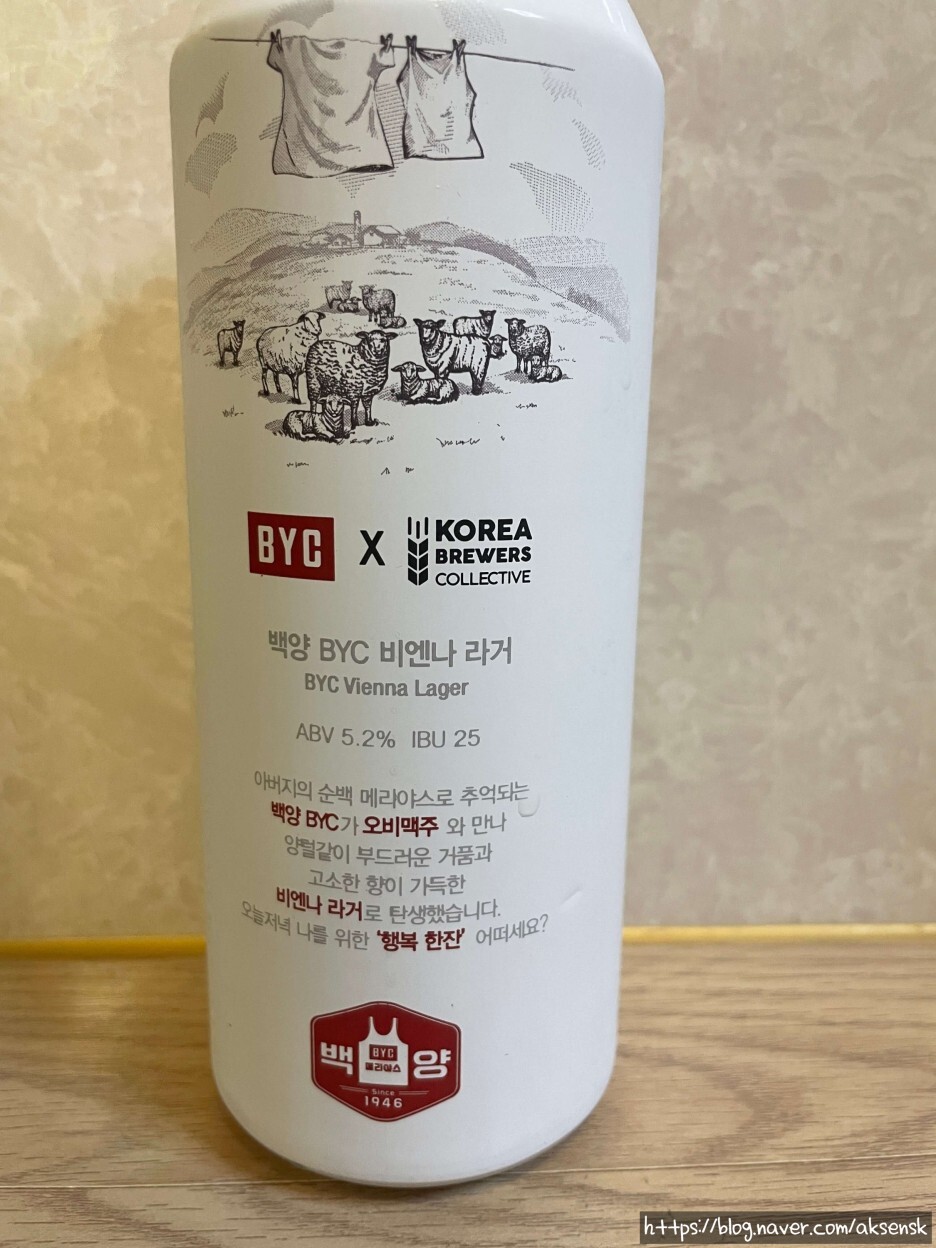 BYC X KOREA BREWERS COLLECTIVE
백양 BYC 비엔나 라거
BYC Vienna Lager
ABV 5.2% IBU 25
아버지의 순백 메리야스로 추억되는
백양 BYC가 오비맥주 와 만나
양털같이 부드러운 거품과
고소한 향이 가득한
비엔나 라거로 탄생했습니다.
오늘저녁 나를 위한 '행복 한잔' 어떠세요?
백 BYC 메리야스 양
Since
1946
https://blog.naver.com/aksensk